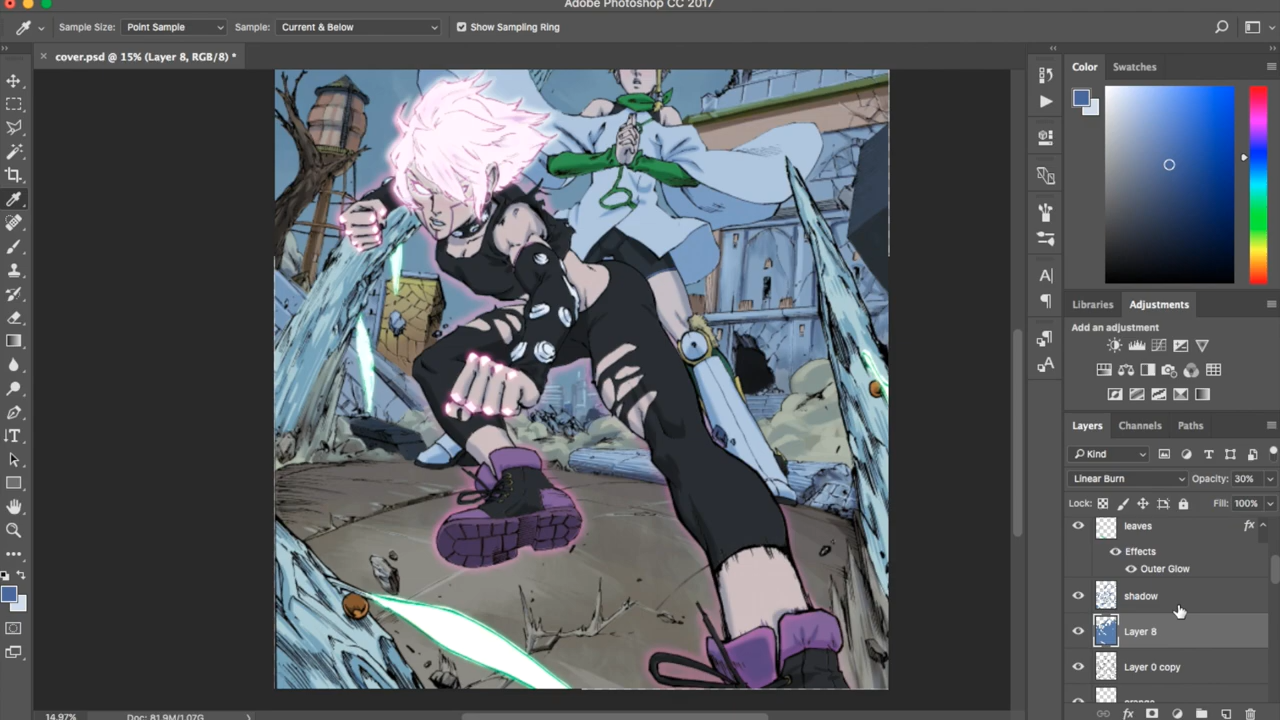 Adobe Photoshop CC 2017
Sample Size: Point Sample Sample: Current & Below Show Sampling Ring
× cover.psd @ 15% (Layer 8, RGB/8) *
Color Swatches
Libraries Adjustments
Add an adjustment
Layers Channels Paths
Kind
Linear Burn Opacity: 30%
Lock: Fill: 100%
leaves fx
Effects
Outer Glow
shadow
Layer 8
Layer 0 copy
orange
14.97% Doc: 81.9M/1.07G